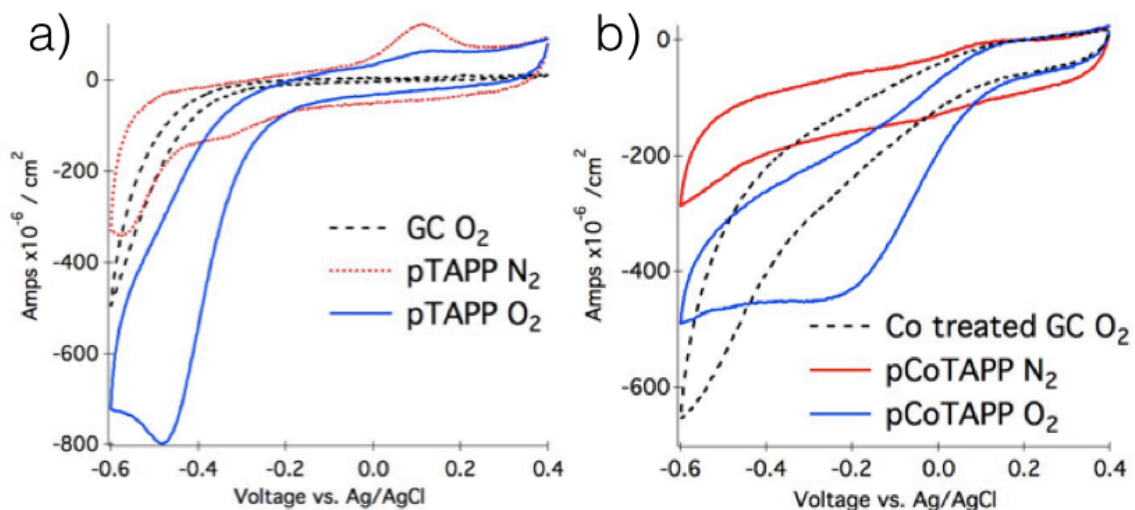 a)
0
-200
-400
-600
-800
Amps x10⁻⁶ / cm²
GC O₂
pTAPP N₂
pTAPP O₂
-0.6 -0.4 -0.2 0.0 0.2 0.4
Voltage vs. Ag/AgCl
b)
0
-200
-400
-600
Amps x10⁻⁶ /cm²
Co treated GC O₂
pCoTAPP N₂
pCoTAPP O₂
-0.6 -0.4 -0.2 0.0 0.2 0.4
Voltage vs. Ag/AgCl